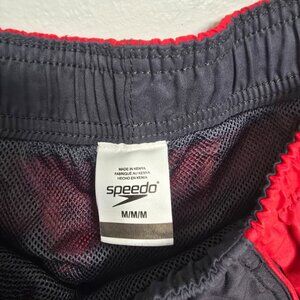 MADE IN KENYA
FABRIQUÉ AU KENYA
HECHO EN KENIA
speedo
M/M/M